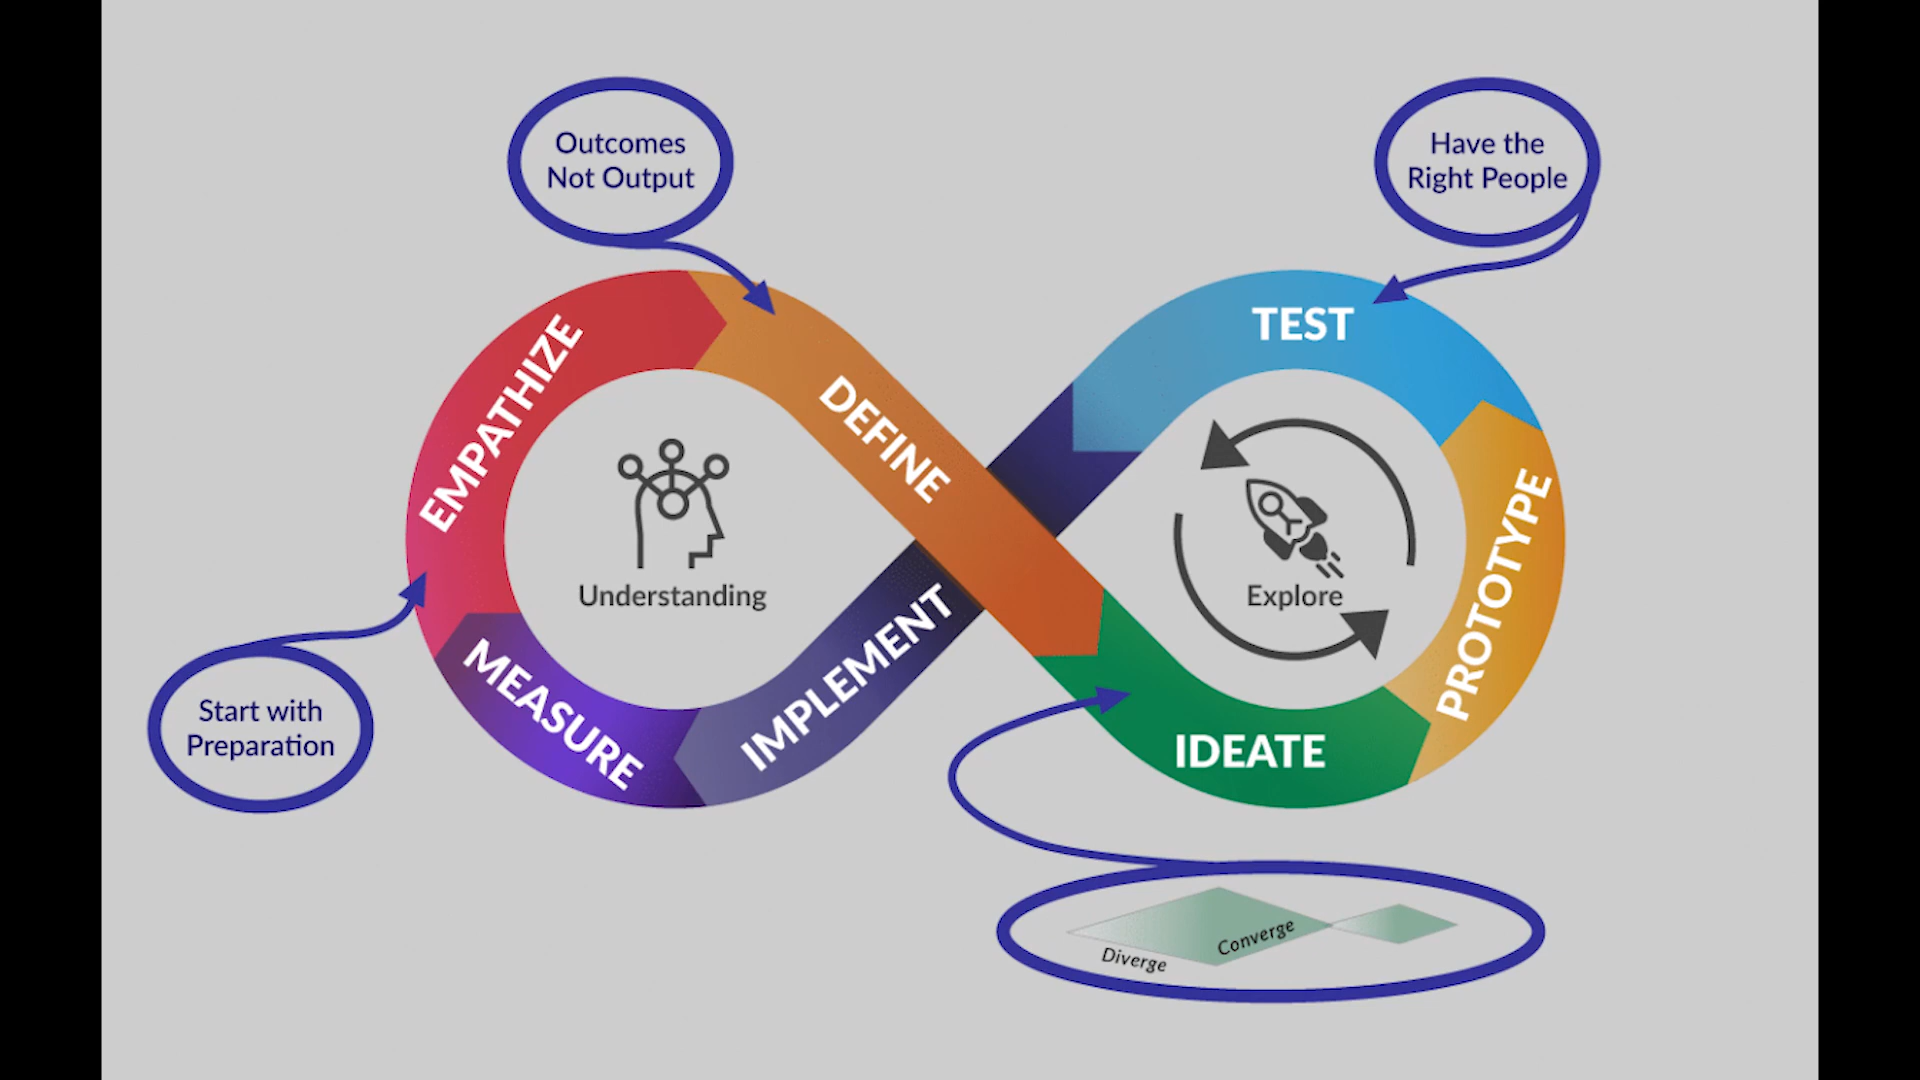 Outcomes
Not Output
Have the
Right People
EMPATHIZE
DEFINE
TEST
PROTOTYPE
Understanding
Explore
Start with
Preparation
MEASURE
IMPLEMENT
IDEATE
Diverge
Converge